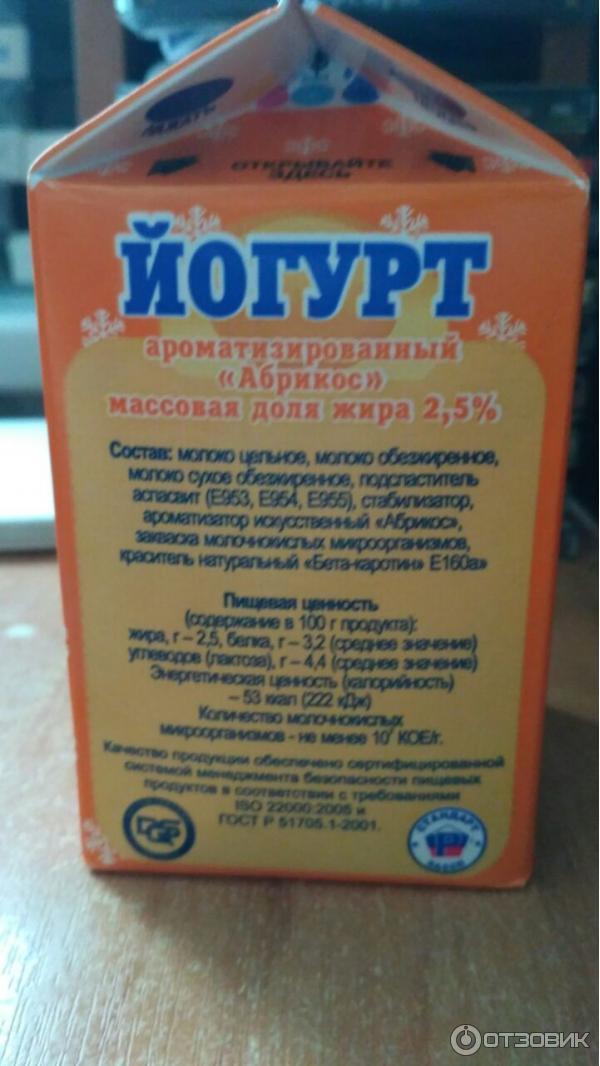 ОТКРЫВАЙТЕ
ЗДЕСЬ
ЙОГУРТ
ароматизированный
«Абрикос»
массовая доля жира 2,5%
Состав: молоко цельное, молоко обезжиренное,
молоко сухое обезжиренное, подсластитель
аспасвит (Е953, Е954, Е955), стабилизатор,
ароматизатор искусственный «Абрикос»,
закваска молочнокислых микроорганизмов,
краситель натуральный «Бета-каротин» Е160а»
Пищевая ценность
(содержание в 100 г продукта):
жира, г – 2,5, белка, г – 3,2 (среднее значение)
углеводов (лактоза), г – 4,4 (среднее значение)
Энергетическая ценность (калорийность)
– 53 ккал (222 кДж)
Количество молочнокислых
микроорганизмов - не менее 10⁷ КОЕ/г.
Качество продукции обеспечено сертифицированной
системой менеджмента безопасности пищевых
продуктов в соответствии с требованиями
ISO 22000:2005 и
ГОСТ Р 51705.1-2001.
СТАНДАРТ
ОТЗОВИК